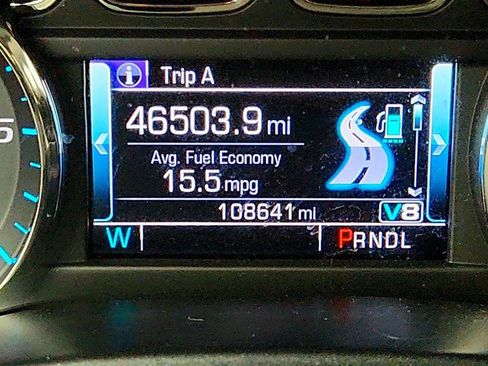 Trip A
46503.9 mi
Avg. Fuel Economy
15.5 mpg
108641 mi V8
W PRNDL